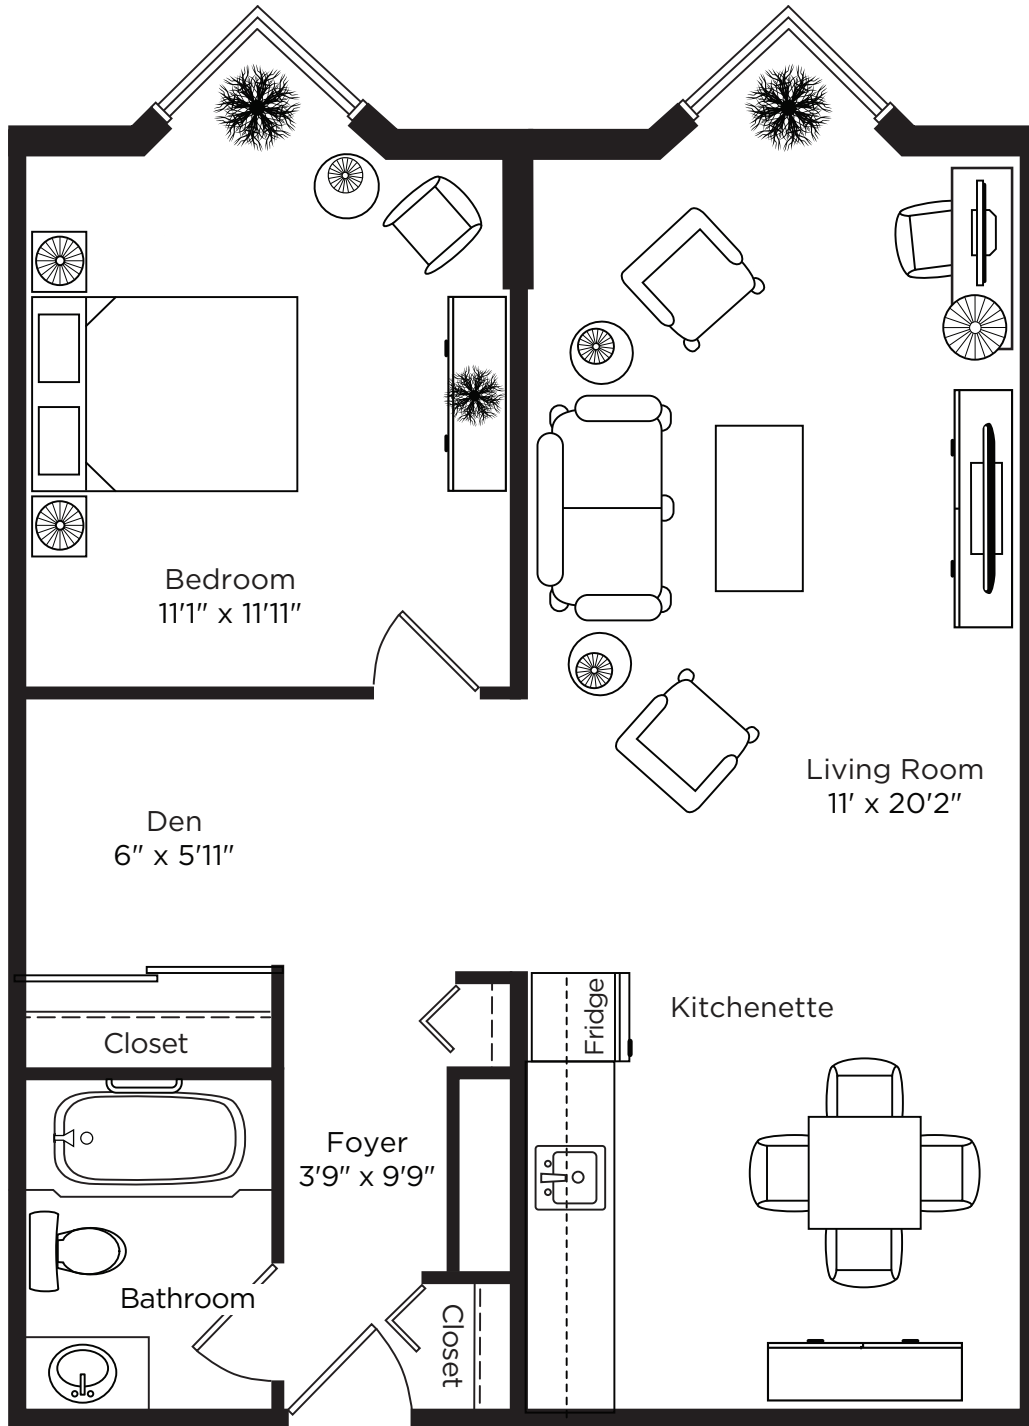 Bedroom
11'1" x 11'11"
Living Room
11' x 20'2"
Den
6" x 5'11"
Fridge
Kitchenette
Closet
Foyer
3'9" x 9'9"
Bathroom
Closet